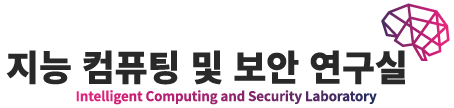 지능 컴퓨팅 및 보안 연구실
Intelligent Computing and Security Laboratory